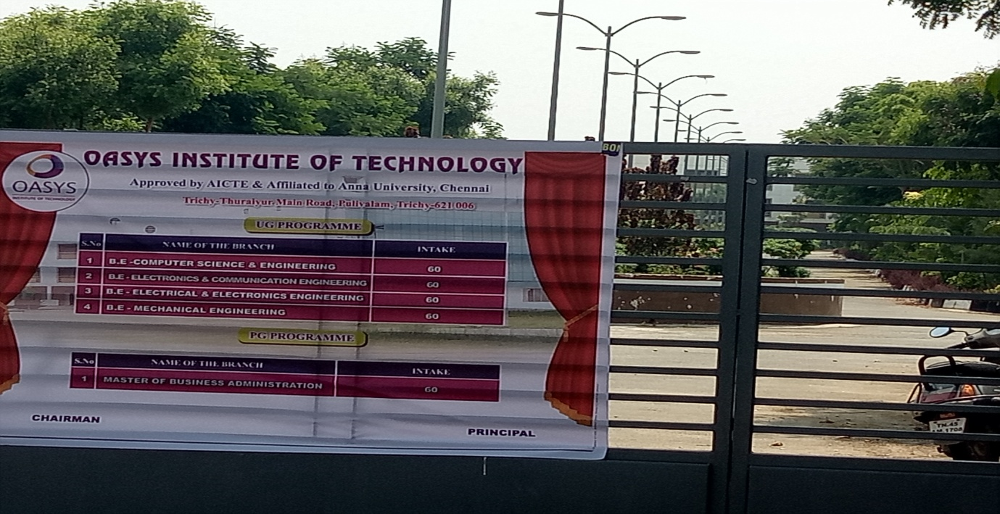 BON
OASYS
INSTITUTE OF TECHNOLOGY
OASYS INSTITUTE OF TECHNOLOGY
Approved by AICTE & Affiliated to Anna University, Chennai
Trichy-Thuraiyur Main Road, Pulivalam, Trichy-621 006
UG PROGRAMME
S.No NAME OF THE BRANCH INTAKE
1 B.E -COMPUTER SCIENCE & ENGINEERING 60
2 B.E - ELECTRONICS & COMMUNICATION ENGINEERING 60
3 B.E - ELECTRICAL & ELECTRONICS ENGINEERING 60
4 B.E - MECHANICAL ENGINEERING 60
PG PROGRAMME
S.No NAME OF THE BRANCH INTAKE
1 MASTER OF BUSINESS ADMINISTRATION 60
CHAIRMAN
PRINCIPAL
TN.45
1708